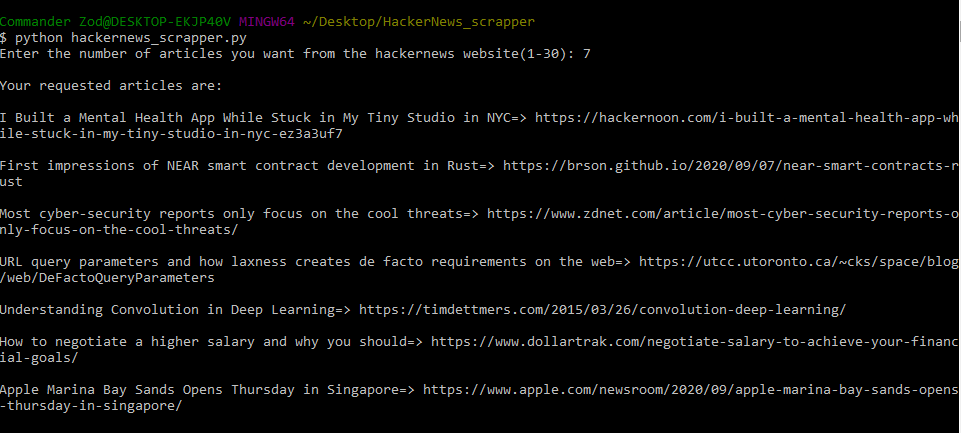 Commander Zod@DESKTOP-EKJP40V MINGW64 ~/Desktop/HackerNews_scrapper
$ python hackernews_scrapper.py
Enter the number of articles you want from the hackernews website(1-30): 7
Your requested articles are:
I Built a Mental Health App While Stuck in My Tiny Studio in NYC=> https://hackernoon.com/i-built-a-mental-health-app-wh
ile-stuck-in-my-tiny-studio-in-nyc-ez3a3uf7
First impressions of NEAR smart contract development in Rust=> https://brson.github.io/2020/09/07/near-smart-contracts-r
ust
Most cyber-security reports only focus on the cool threats=> https://www.zdnet.com/article/most-cyber-security-reports-o
nly-focus-on-the-cool-threats/
URL query parameters and how laxness creates de facto requirements on the web=> https://utcc.utoronto.ca/~cks/space/blog
/web/DeFactoQueryParameters
Understanding Convolution in Deep Learning=> https://timdettmers.com/2015/03/26/convolution-deep-learning/
How to negotiate a higher salary and why you should=> https://www.dollartrak.com/negotiate-salary-to-achieve-your-financ
ial-goals/
Apple Marina Bay Sands Opens Thursday in Singapore=> https://www.apple.com/newsroom/2020/09/apple-marina-bay-sands-opens
-thursday-in-singapore/